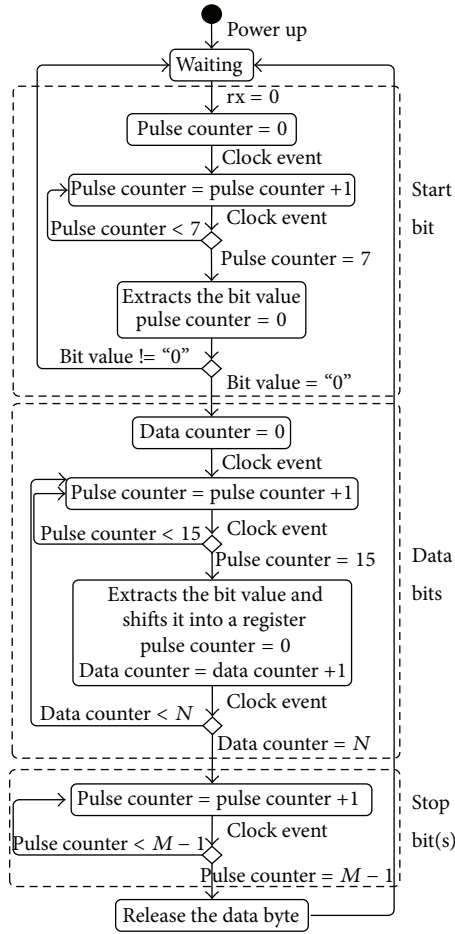 Power up
Waiting
rx = 0
Pulse counter = 0
Clock event
Pulse counter = pulse counter +1
Start
Clock event
Pulse counter < 7
bit
Pulse counter = 7
Extracts the bit value
pulse counter = 0
Bit value != “0”
Bit value = “0”
Data counter = 0
Clock event
Pulse counter = pulse counter +1
Clock event
Pulse counter < 15
Pulse counter = 15
Data
Extracts the bit value and
bits
shifts it into a register
pulse counter = 0
Data counter = data counter +1
Clock event
Data counter < N
Data counter = N
Pulse counter = pulse counter +1
Stop
Clock event
Pulse counter < M − 1
bit(s)
Pulse counter = M − 1
Release the data byte